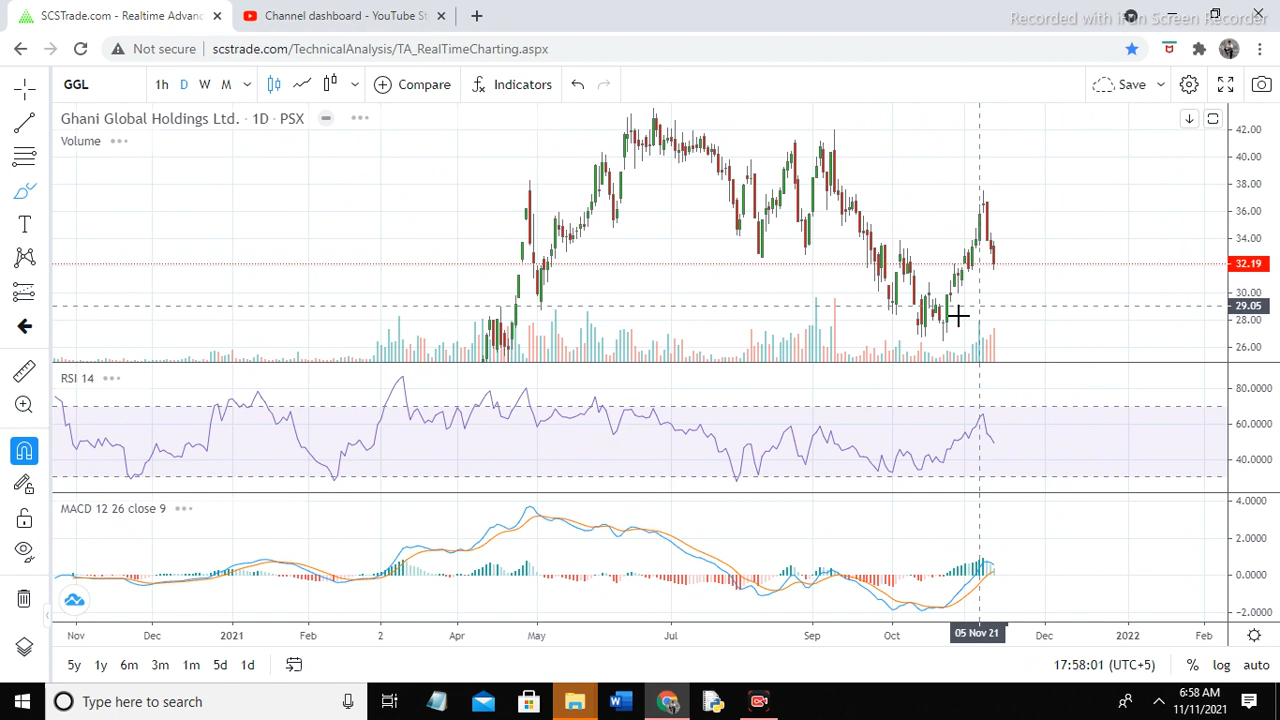 SCSTrade.com - Realtime Advanc
Channel dashboard - YouTube St
Recorded with iFun Screen Recorder
Not secure
scstrade.com/TechnicalAnalysis/TA_RealTimeCharting.aspx
GGL
1h D W M
Compare
Indicators
Save
Ghani Global Holdings Ltd. · 1D · PSX
Volume
42.00
40.00
38.00
36.00
34.00
32.19
30.00
29.05
28.00
26.00
RSI 14
80.0000
60.0000
40.0000
MACD 12 26 close 9
4.0000
2.0000
0.0000
−2.0000
Nov Dec 2021 Feb 2 Apr May Jul Sep Oct 05 Nov 21 Dec 2022 Feb
5y 1y 6m 3m 1m 5d 1d
17:58:01 (UTC+5) % log auto
Type here to search
6:58 AM
11/11/2021